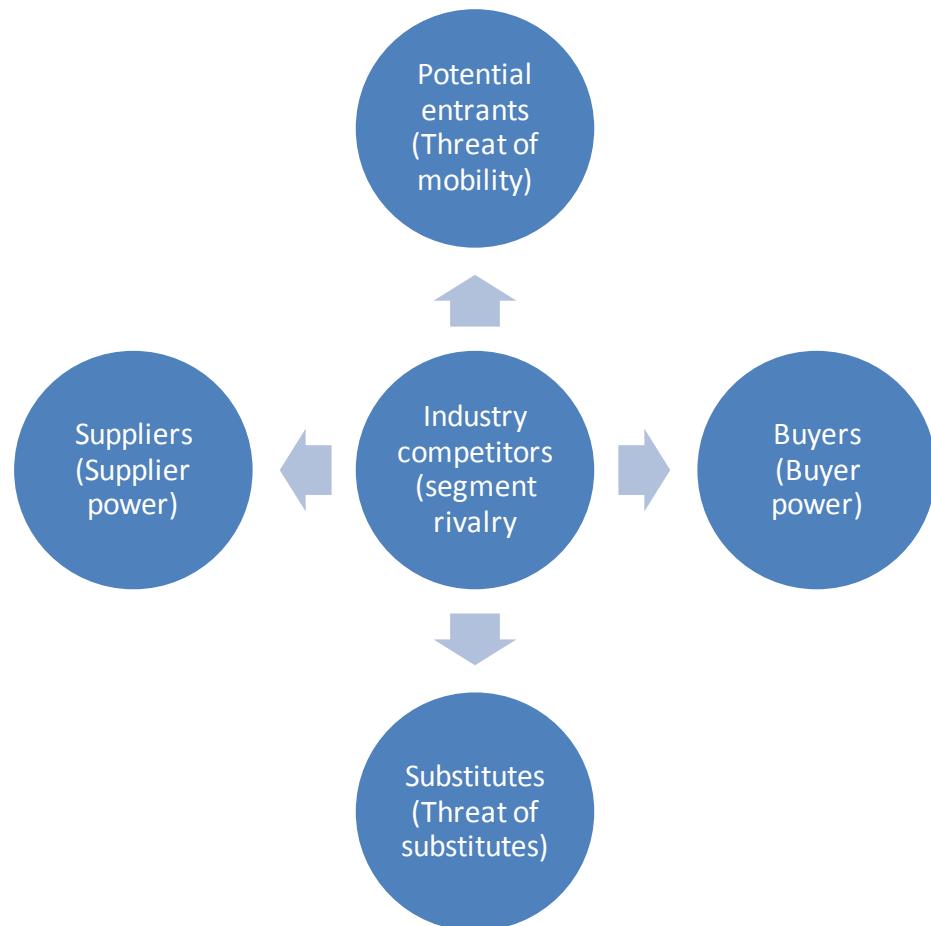 Potential
entrants
(Threat of
mobility)
Suppliers
(Supplier
power)
Industry
competitors
(segment
rivalry
Buyers
(Buyer
power)
Substitutes
(Threat of
substitutes)